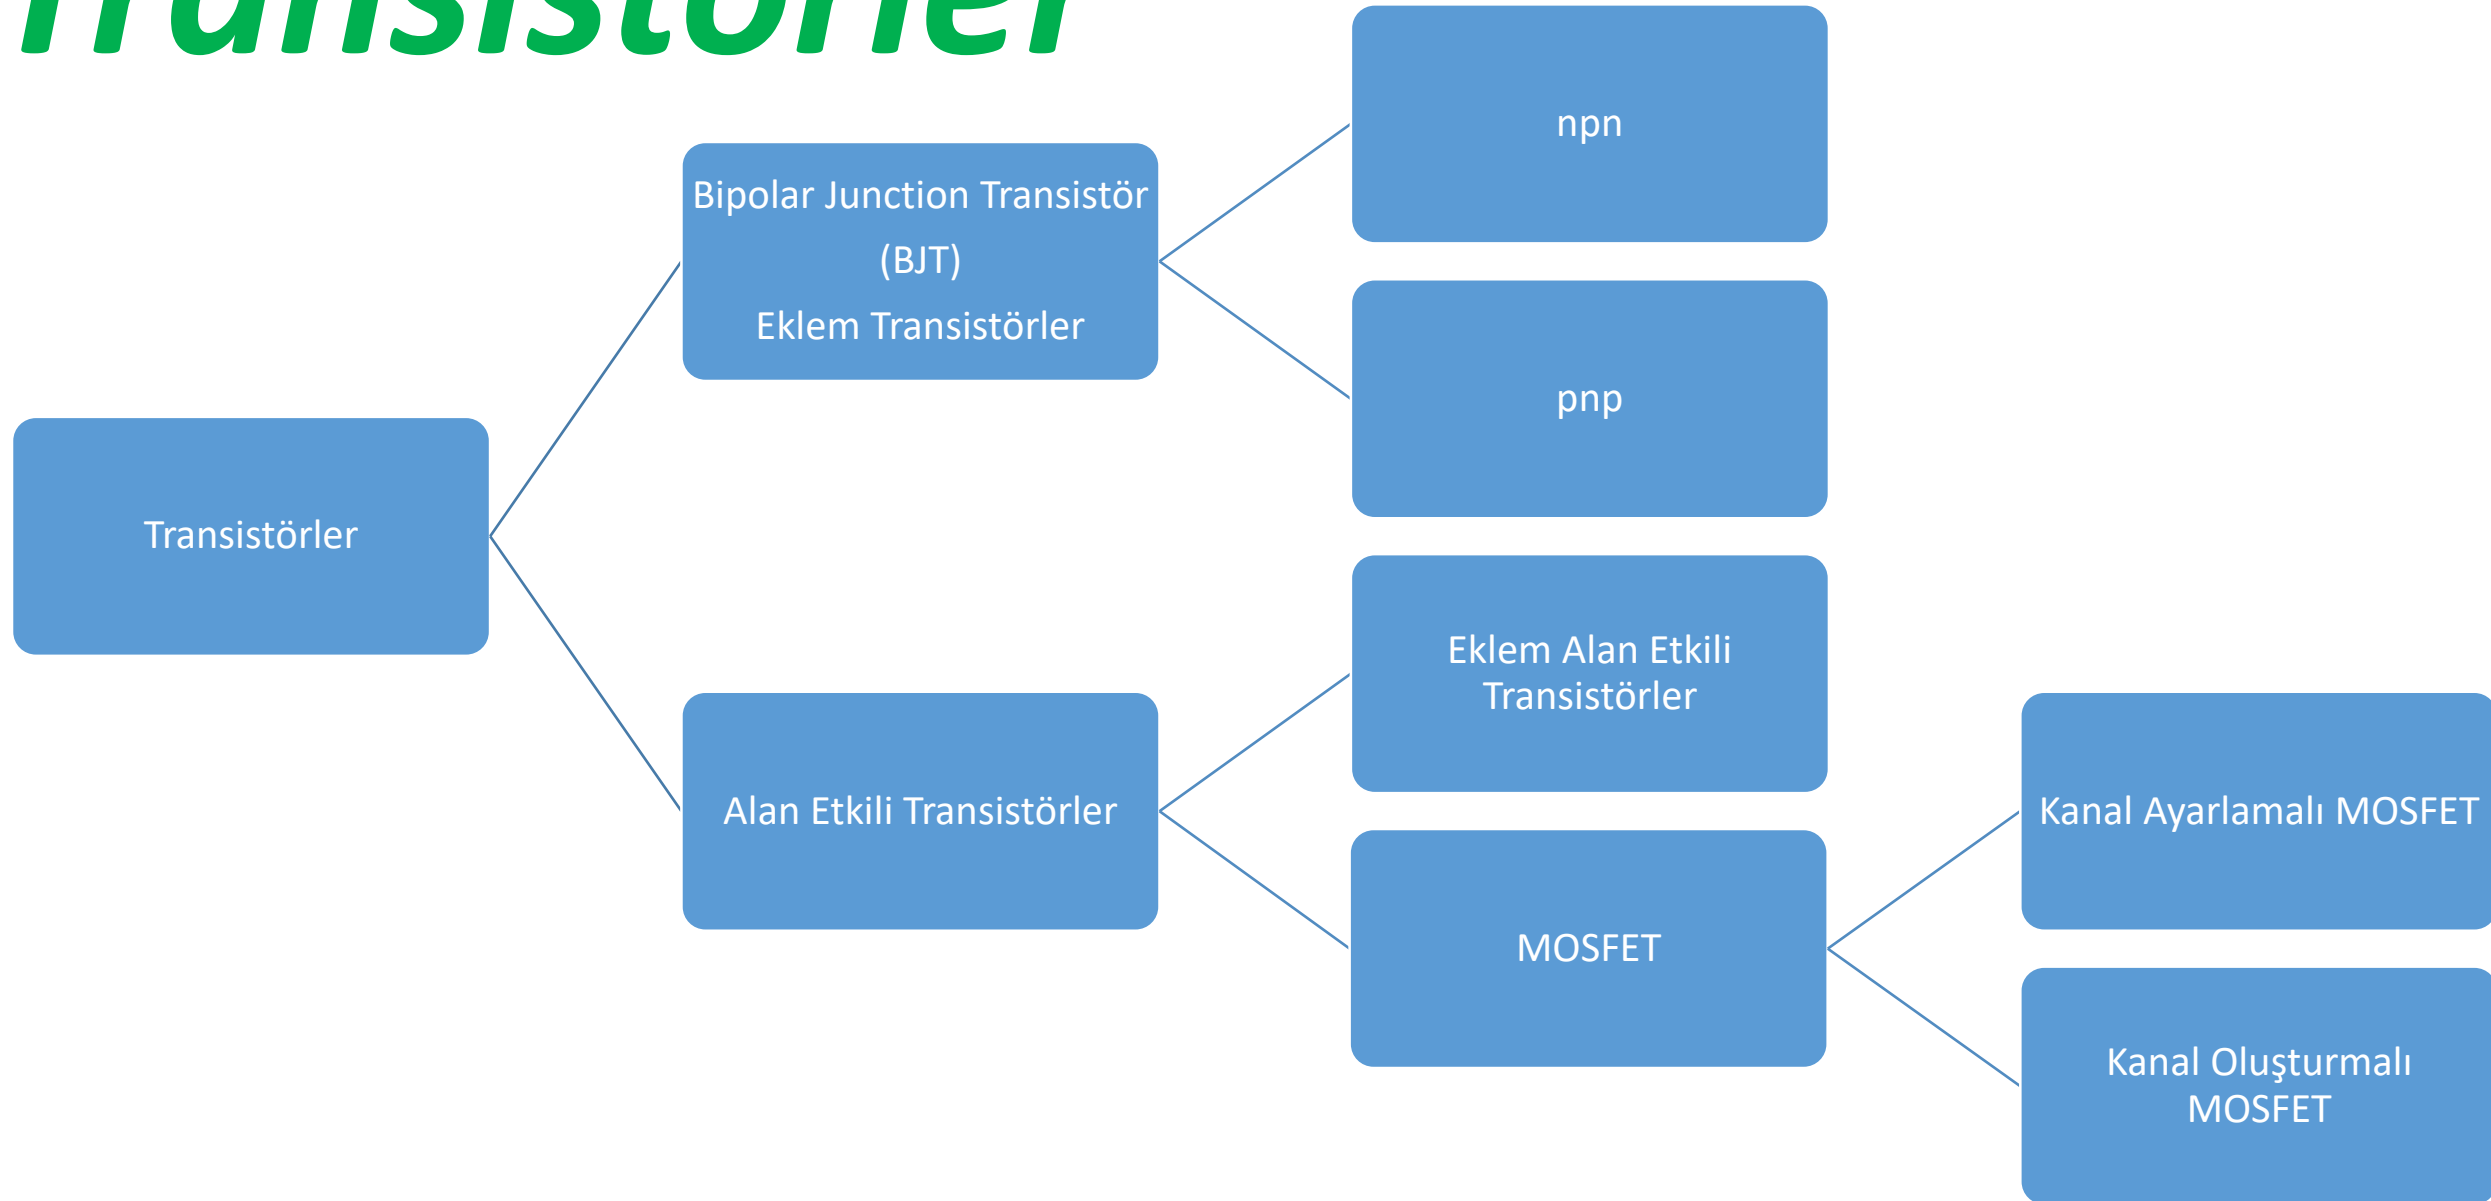 Transistörler
npn
Bipolar Junction Transistör
(BJT)
Eklem Transistörler
pnp
Transistörler
Eklem Alan Etkili
Transistörler
Alan Etkili Transistörler
Kanal Ayarlamalı MOSFET
MOSFET
Kanal Oluşturmalı
MOSFET